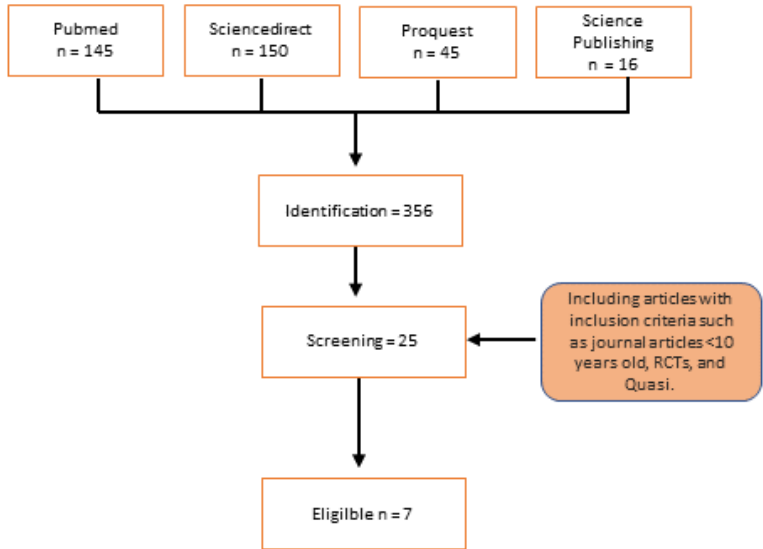 Pubmed
n = 145
Sciencedirect
n = 150
Proquest
n = 45
Science
Publishing
n = 16
Identification = 356
Screening = 25
Including articles with
inclusion criteria such
as journal articles <10
years old, RCTs, and
Quasi.
Eligilble n = 7